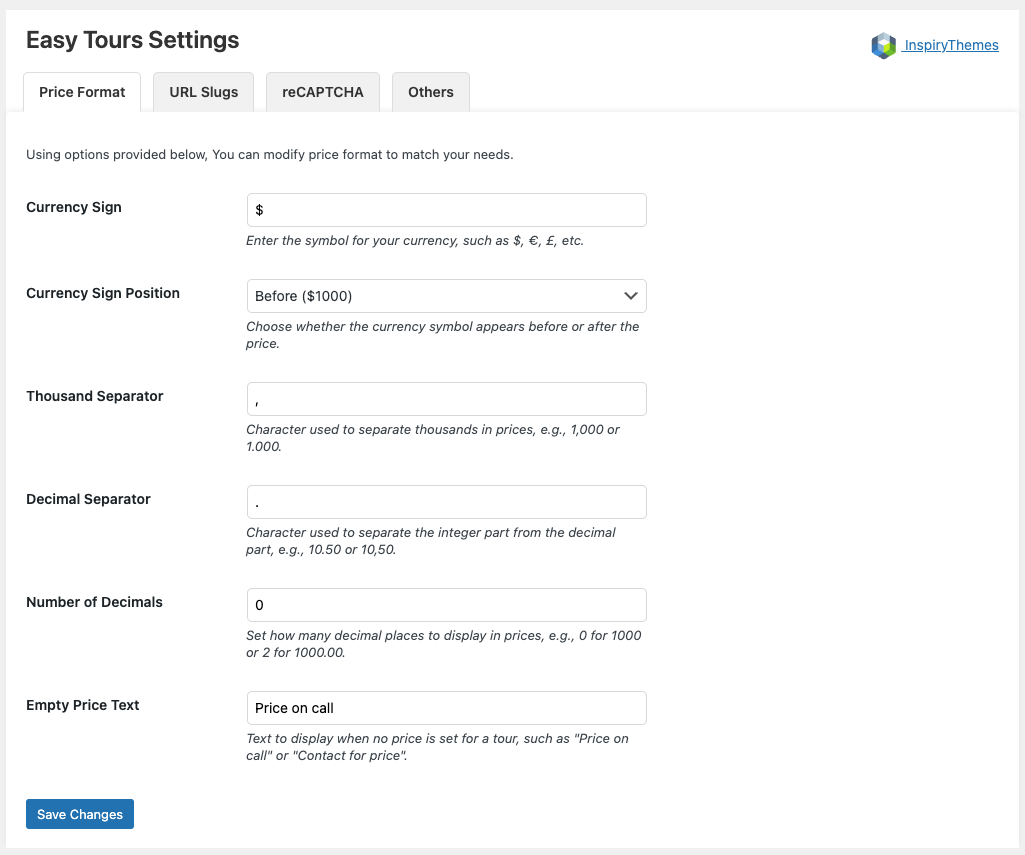 Easy Tours Settings
InspiryThemes
Price Format
URL Slugs
reCAPTCHA
Others
Using options provided below, You can modify price format to match your needs.
Currency Sign
$
Enter the symbol for your currency, such as $, €, £, etc.
Currency Sign Position
Before ($1000)
Choose whether the currency symbol appears before or after the
price.
Thousand Separator
,
Character used to separate thousands in prices, e.g., 1,000 or
1.000.
Decimal Separator
.
Character used to separate the integer part from the decimal
part, e.g., 10.50 or 10,50.
Number of Decimals
0
Set how many decimal places to display in prices, e.g., 0 for 1000
or 2 for 1000.00.
Empty Price Text
Price on call
Text to display when no price is set for a tour, such as "Price on
call" or "Contact for price".
Save Changes